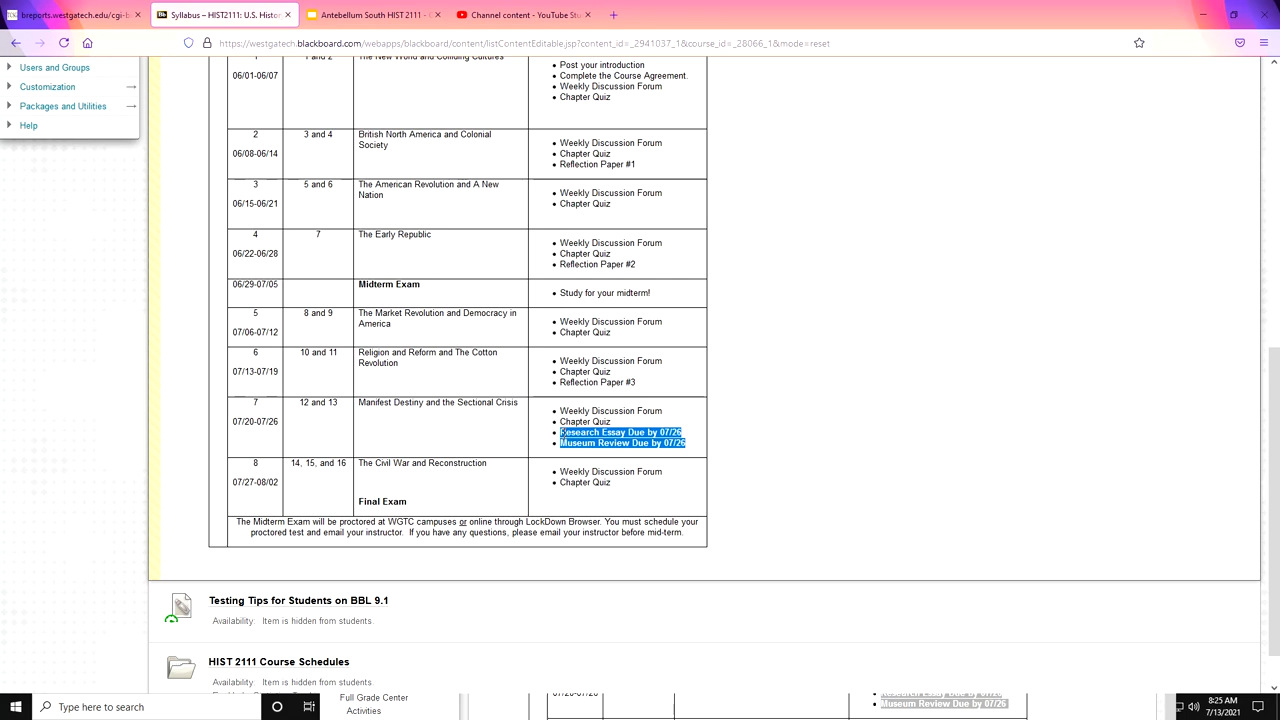 breports.westgatech.edu/cgi-b
Syllabus – HIST2111: U.S. Histor
Antebellum South HIST 2111 -
Channel content - YouTube Stu
https://westgatech.blackboard.com/webapps/blackboard/content/listContentEditable.jsp?content_id=_2941037_1&course_id=_28066_1&mode=reset
Users and Groups
Customization
Packages and Utilities
Help
1 1 and 2 The New World and Colliding Cultures
06/01-06/07
Post your introduction
Complete the Course Agreement.
Weekly Discussion Forum
Chapter Quiz
2 3 and 4 British North America and Colonial
Society
06/08-06/14
Weekly Discussion Forum
Chapter Quiz
Reflection Paper #1
3 5 and 6 The American Revolution and A New
Nation
06/15-06/21
Weekly Discussion Forum
Chapter Quiz
4 7 The Early Republic
06/22-06/28
Weekly Discussion Forum
Chapter Quiz
Reflection Paper #2
06/29-07/05 Midterm Exam
Study for your midterm!
5 8 and 9 The Market Revolution and Democracy in
America
07/06-07/12
Weekly Discussion Forum
Chapter Quiz
6 10 and 11 Religion and Reform and The Cotton
Revolution
07/13-07/19
Weekly Discussion Forum
Chapter Quiz
Reflection Paper #3
7 12 and 13 Manifest Destiny and the Sectional Crisis
07/20-07/26
Weekly Discussion Forum
Chapter Quiz
Research Essay Due by 07/26
Museum Review Due by 07/26
8 14, 15, and 16 The Civil War and Reconstruction
07/27-08/02
Final Exam
Weekly Discussion Forum
Chapter Quiz
The Midterm Exam will be proctored at WGTC campuses or online through LockDown Browser. You must schedule your
proctored test and email your instructor. If you have any questions, please email your instructor before mid-term.
Testing Tips for Students on BBL 9.1
Availability: Item is hidden from students.
HIST 2111 Course Schedules
Availability: Item is hidden from students.
Full Grade Center
Activities
Museum Review Due by 07/26
Type here to search
8:25 AM
7/13/2021